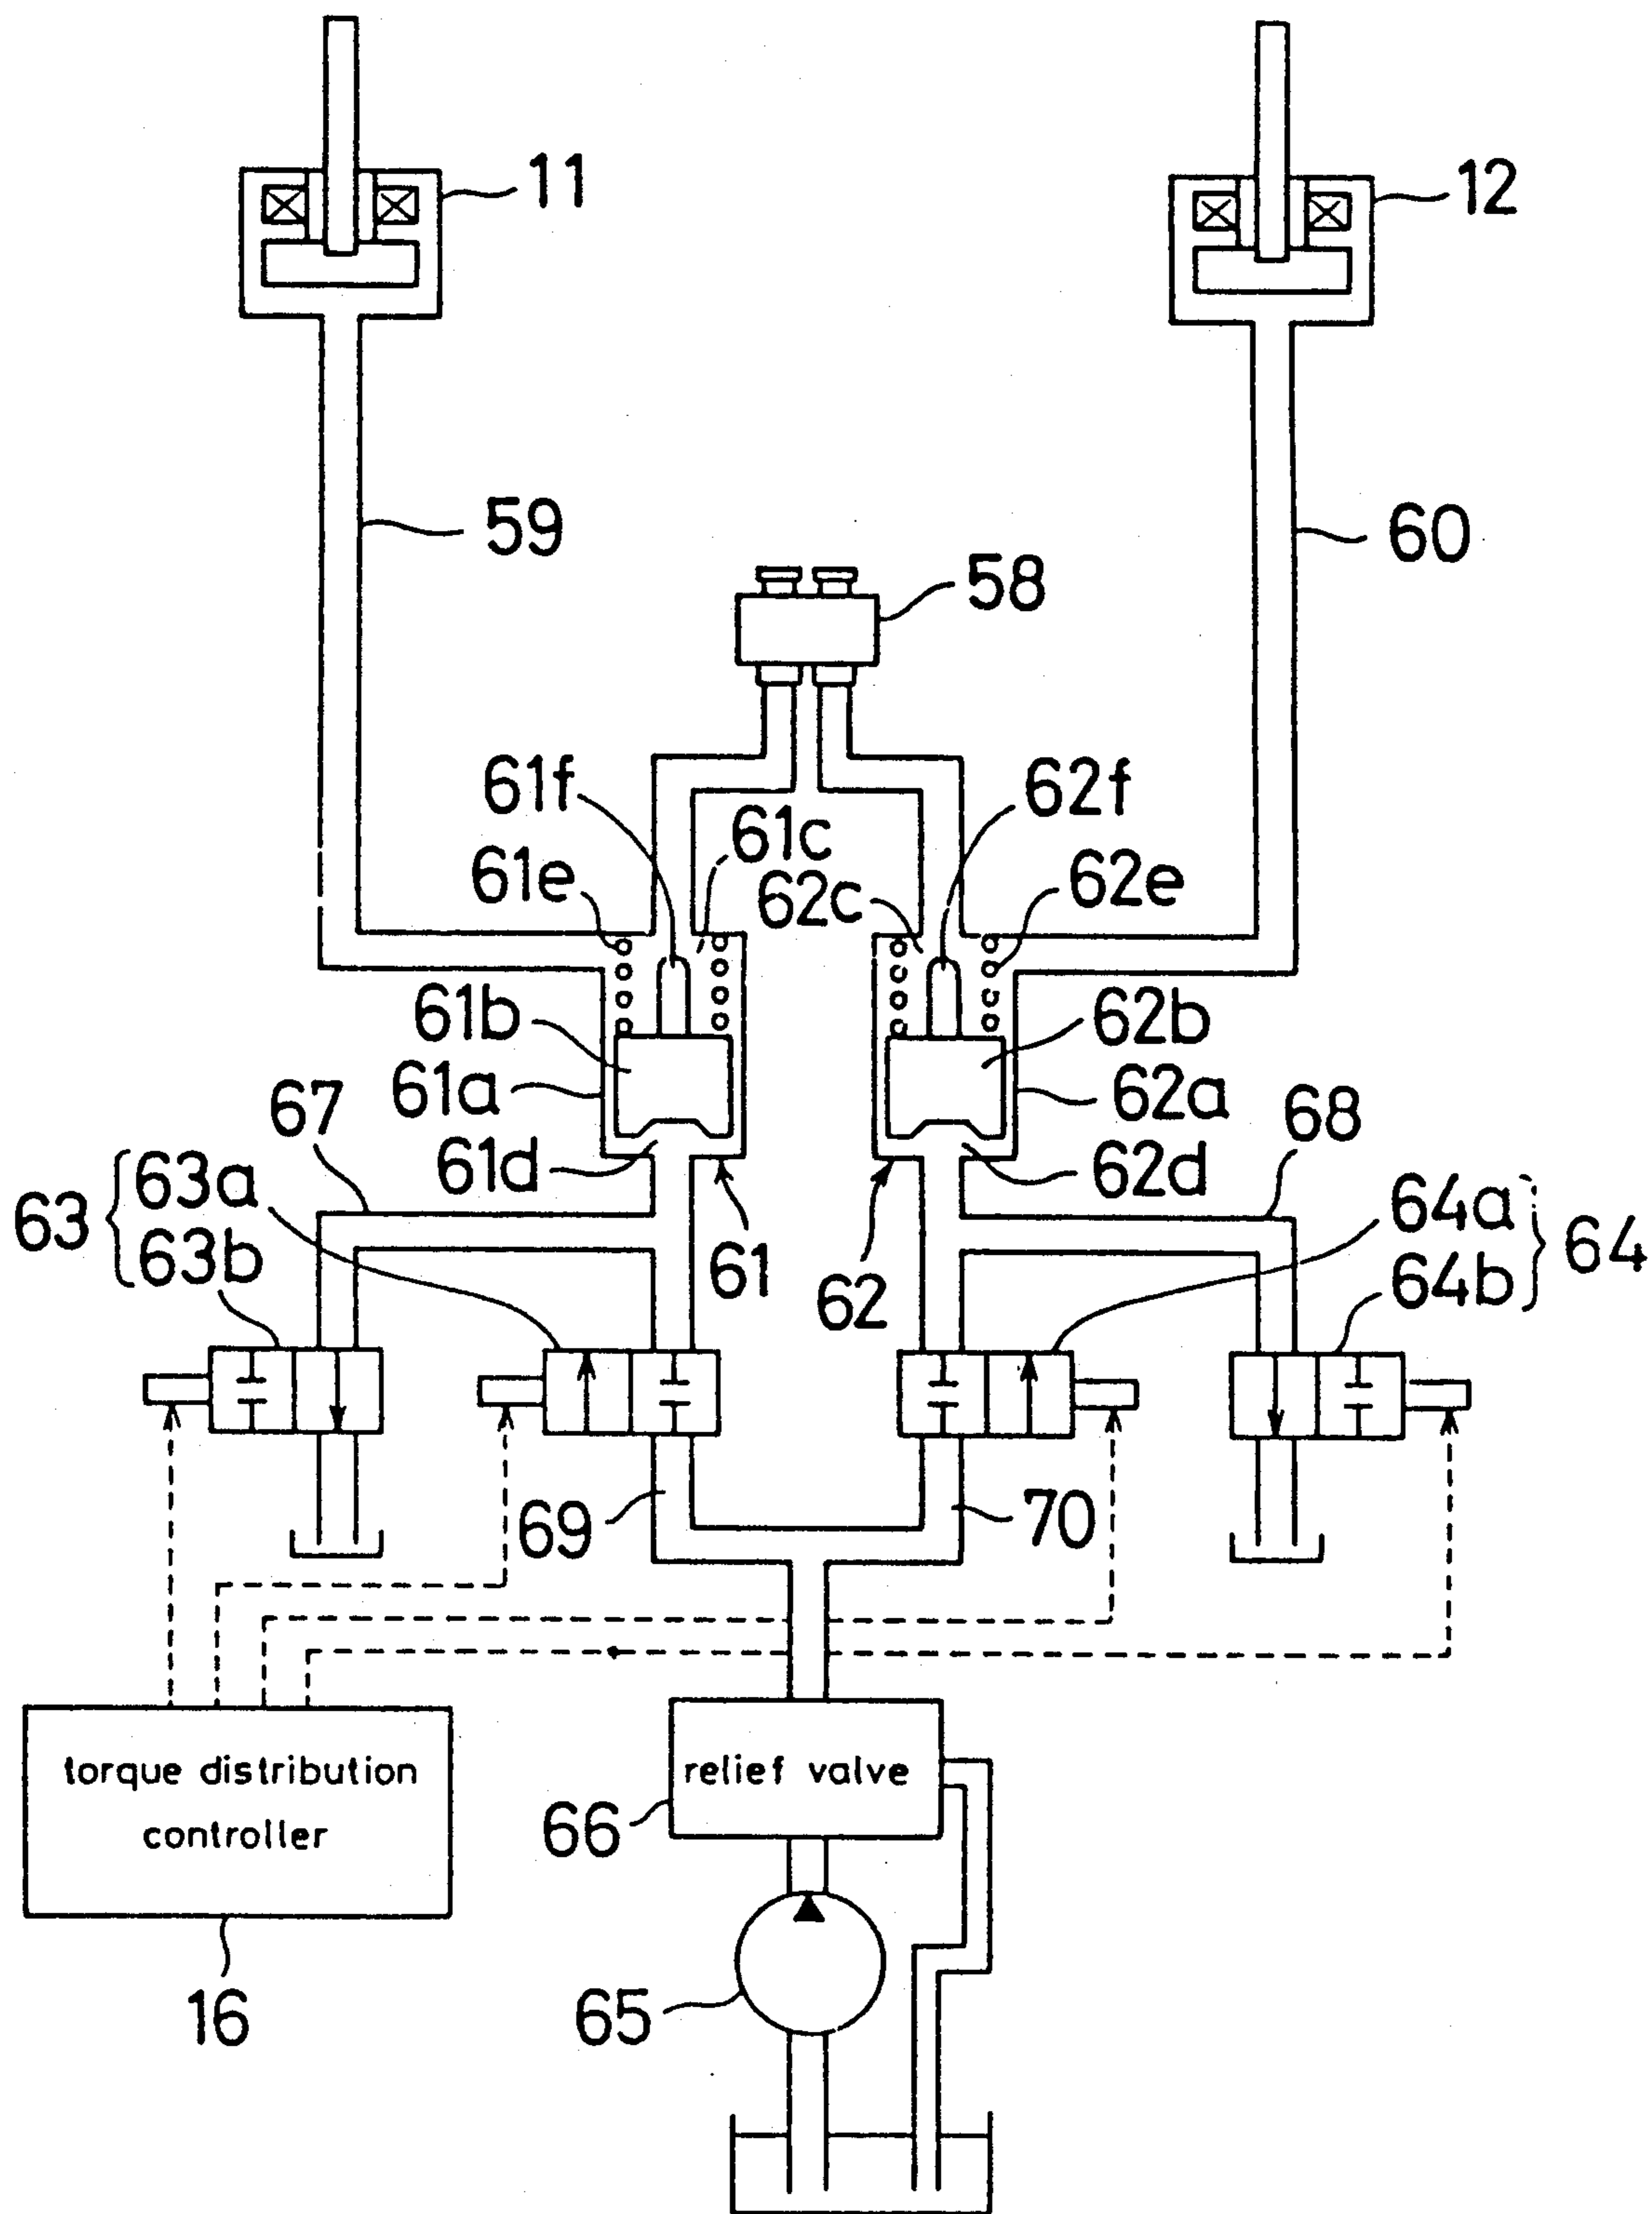 11
12
59
60
58
61f
62f
61c
61e
62c
62e
61b
62b
61a
62a
67
68
61d
62d
63 { 63a
63b
64a } 64
64b
61
62
69
70
torque distribution
controller
relief valve
66
16
65